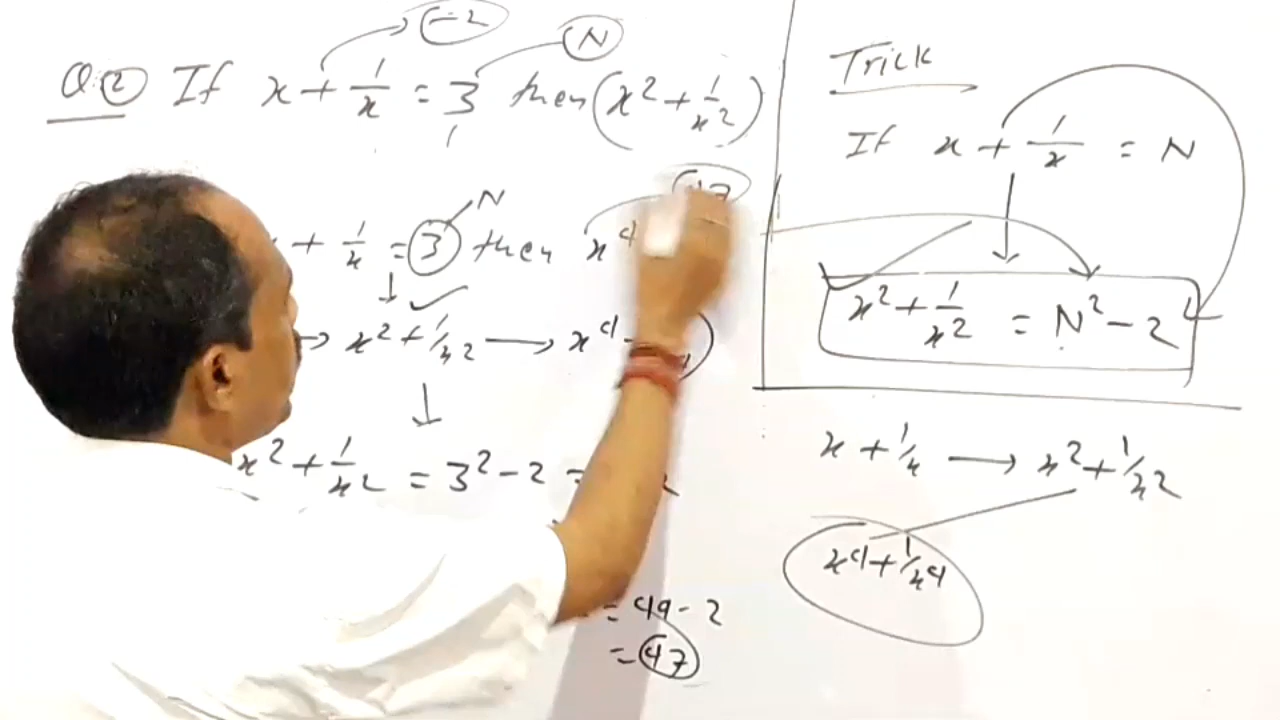 -2
N
Q.② If x + 1/x = 3 then (x² + 1/x²)
1
47
N
+ 1/x = 3 then x⁴
→ x² + 1/x² → x⁴
x² + 1/x² = 3² - 2 =
= 49 - 2
= 47
Trick
If x + 1/x = N
x² + 1/x² = N² - 2
x + 1/x → x² + 1/x²
x⁴ + 1/x⁴